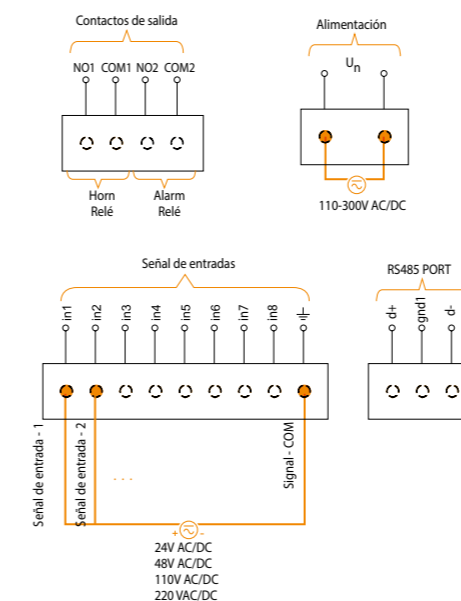 Contactos de salida
NO1 COM1 NO2 COM2
Horn
Relé
Alarm
Relé
Alimentación
Un
110-300V AC/DC
Señal de entradas
in1
in2
in3
in4
in5
in6
in7
in8
Señal de entrada - 1
Señal de entrada - 2
Signal - COM
. . .
+ -
24V AC/DC
48V AC/DC
110V AC/DC
220 VAC/DC
RS485 PORT
d+
gnd1
d-